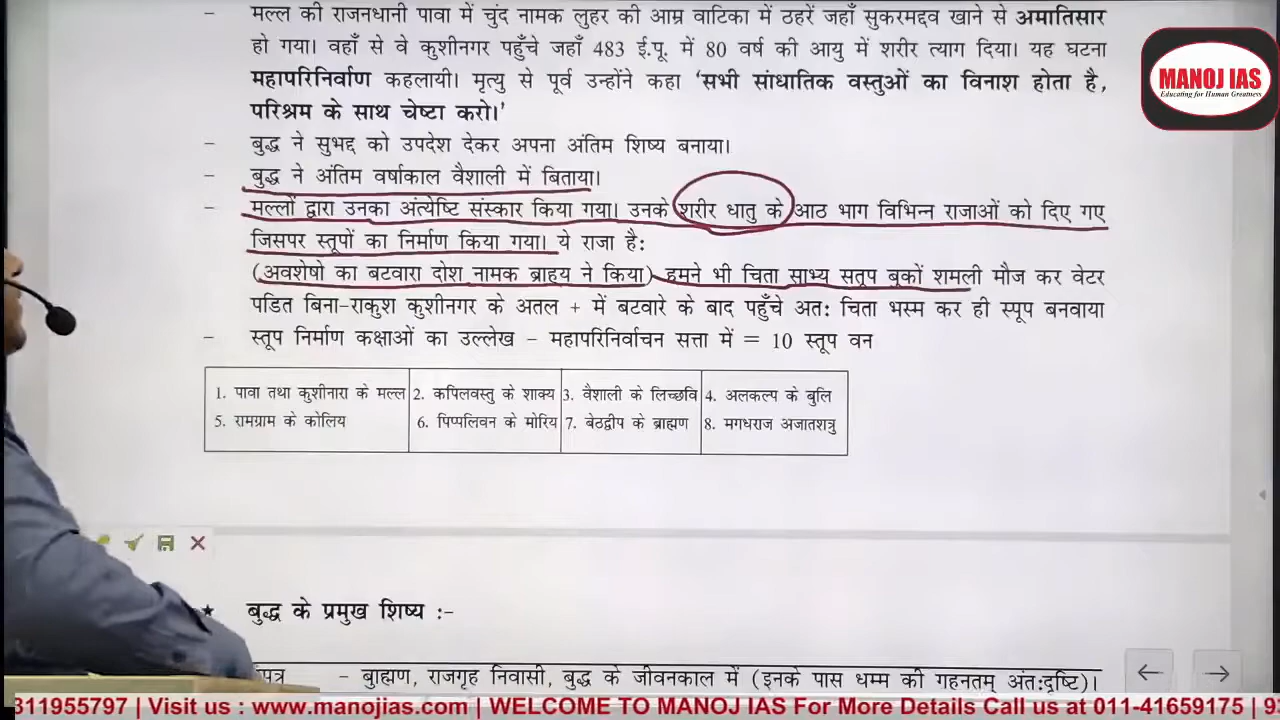 - मल्ल की राजनधानी पावा में चुंद नामक लुहर की आम्र वाटिका में ठहरें जहाँ सुकरमद्दव खाने से अमातिसार
हो गया। वहाँ से वे कुशीनगर पहुँचे जहाँ 483 ई.पू. में 80 वर्ष की आयु में शरीर त्याग दिया। यह घटना
महापरिनिर्वाण कहलायी। मृत्यु से पूर्व उन्होंने कहा 'सभी सांधातिक वस्तुओं का विनाश होता है,
परिश्रम के साथ चेष्टा करो।'
- बुद्ध ने सुभद्द को उपदेश देकर अपना अंतिम शिष्य बनाया।
- बुद्ध ने अंतिम वर्षाकाल वैशाली में बिताया।
- मल्लों द्वारा उनका अंत्येष्टि संस्कार किया गया। उनके शरीर धातु के आठ भाग विभिन्न राजाओं को दिए गए
जिसपर स्तूपों का निर्माण किया गया। ये राजा है:
(अवशेषो का बटवारा दोश नामक ब्राहय ने किया) हमने भी चिता साभ्य सतूप बूकों शमली मौज कर वेटर
पडित बिना-राकुश कुशीनगर के अतल + में बटवारे के बाद पहुँचे अतः चिता भस्म कर ही स्पूप बनवाया
- स्तूप निर्माण कक्षाओं का उल्लेख - महापरिनिर्वाचन सत्ता में = 10 स्तूप वन
1. पावा तथा कुशीनारा के मल्ल 2. कपिलवस्तु के शाक्य 3. वैशाली के लिच्छवि 4. अलकल्प के बुलि
5. रामग्राम के कोलिय 6. पिप्पलिवन के मोरिय 7. बेठद्वीप के ब्राह्मण 8. मगधराज अजातशत्रु
★ बुद्ध के प्रमुख शिष्य :-
- बुाह्मण, राजगृह निवासी, बुद्ध के जीवनकाल में (इनके पास धम्म की गहनतम् अंतःदृष्टि)।
MANOJ IAS
Educating for Human Greatness
311955797 | Visit us : www.manojias.com | WELCOME TO MANOJ IAS For More Details Call us at 011-41659175 | 9